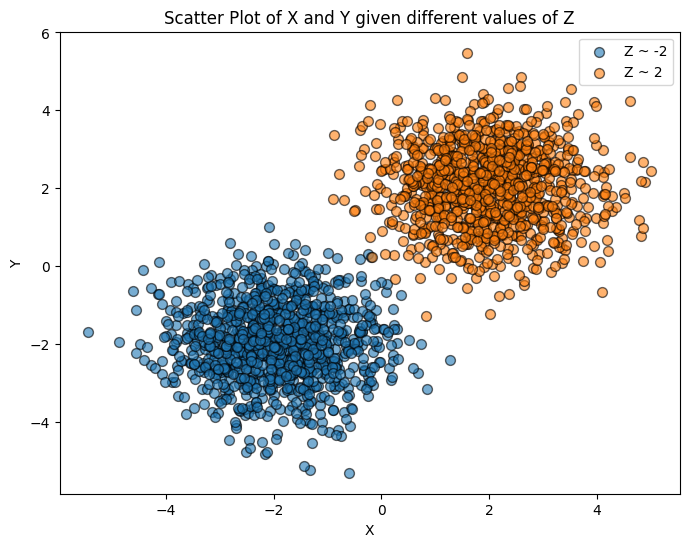 Scatter Plot of X and Y given different values of Z
Z ~ -2
Z ~ 2
6
4
2
0
−2
−4
Y
−4
−2
0
2
4
X